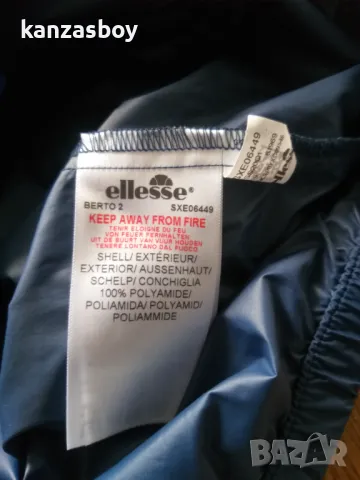 kanzasboy
ellesse®
BERTO 2 SXE06449
KEEP AWAY FROM FIRE
TENIR ELOIGNE DU FEU
VON FEUER FERNHALTEN
UIT DE BUURT VAN VUUR HOUDEN
TENERE LONTANO DAL FUOCO.
SHELL/ EXTÉRIEUR/
EXTERIOR/ AUSSENHAUT/
SCHELP/ CONCHIGLIA
100% POLYAMIDE/
POLIAMIDA/ POLYAMID/
POLIAMMIDE
SXE06449
BAZAR